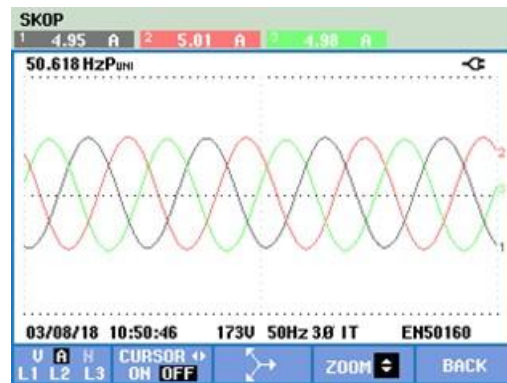 SKOP
1 4.95 A 2 5.01 A 3 4.98 A
50.618 HzPUNI
2
3
1
03/08/18 10:50:46 173V 50Hz 3Ø IT EN50160
V A N CURSOR ZOOM BACK
L1 L2 L3 ON OFF